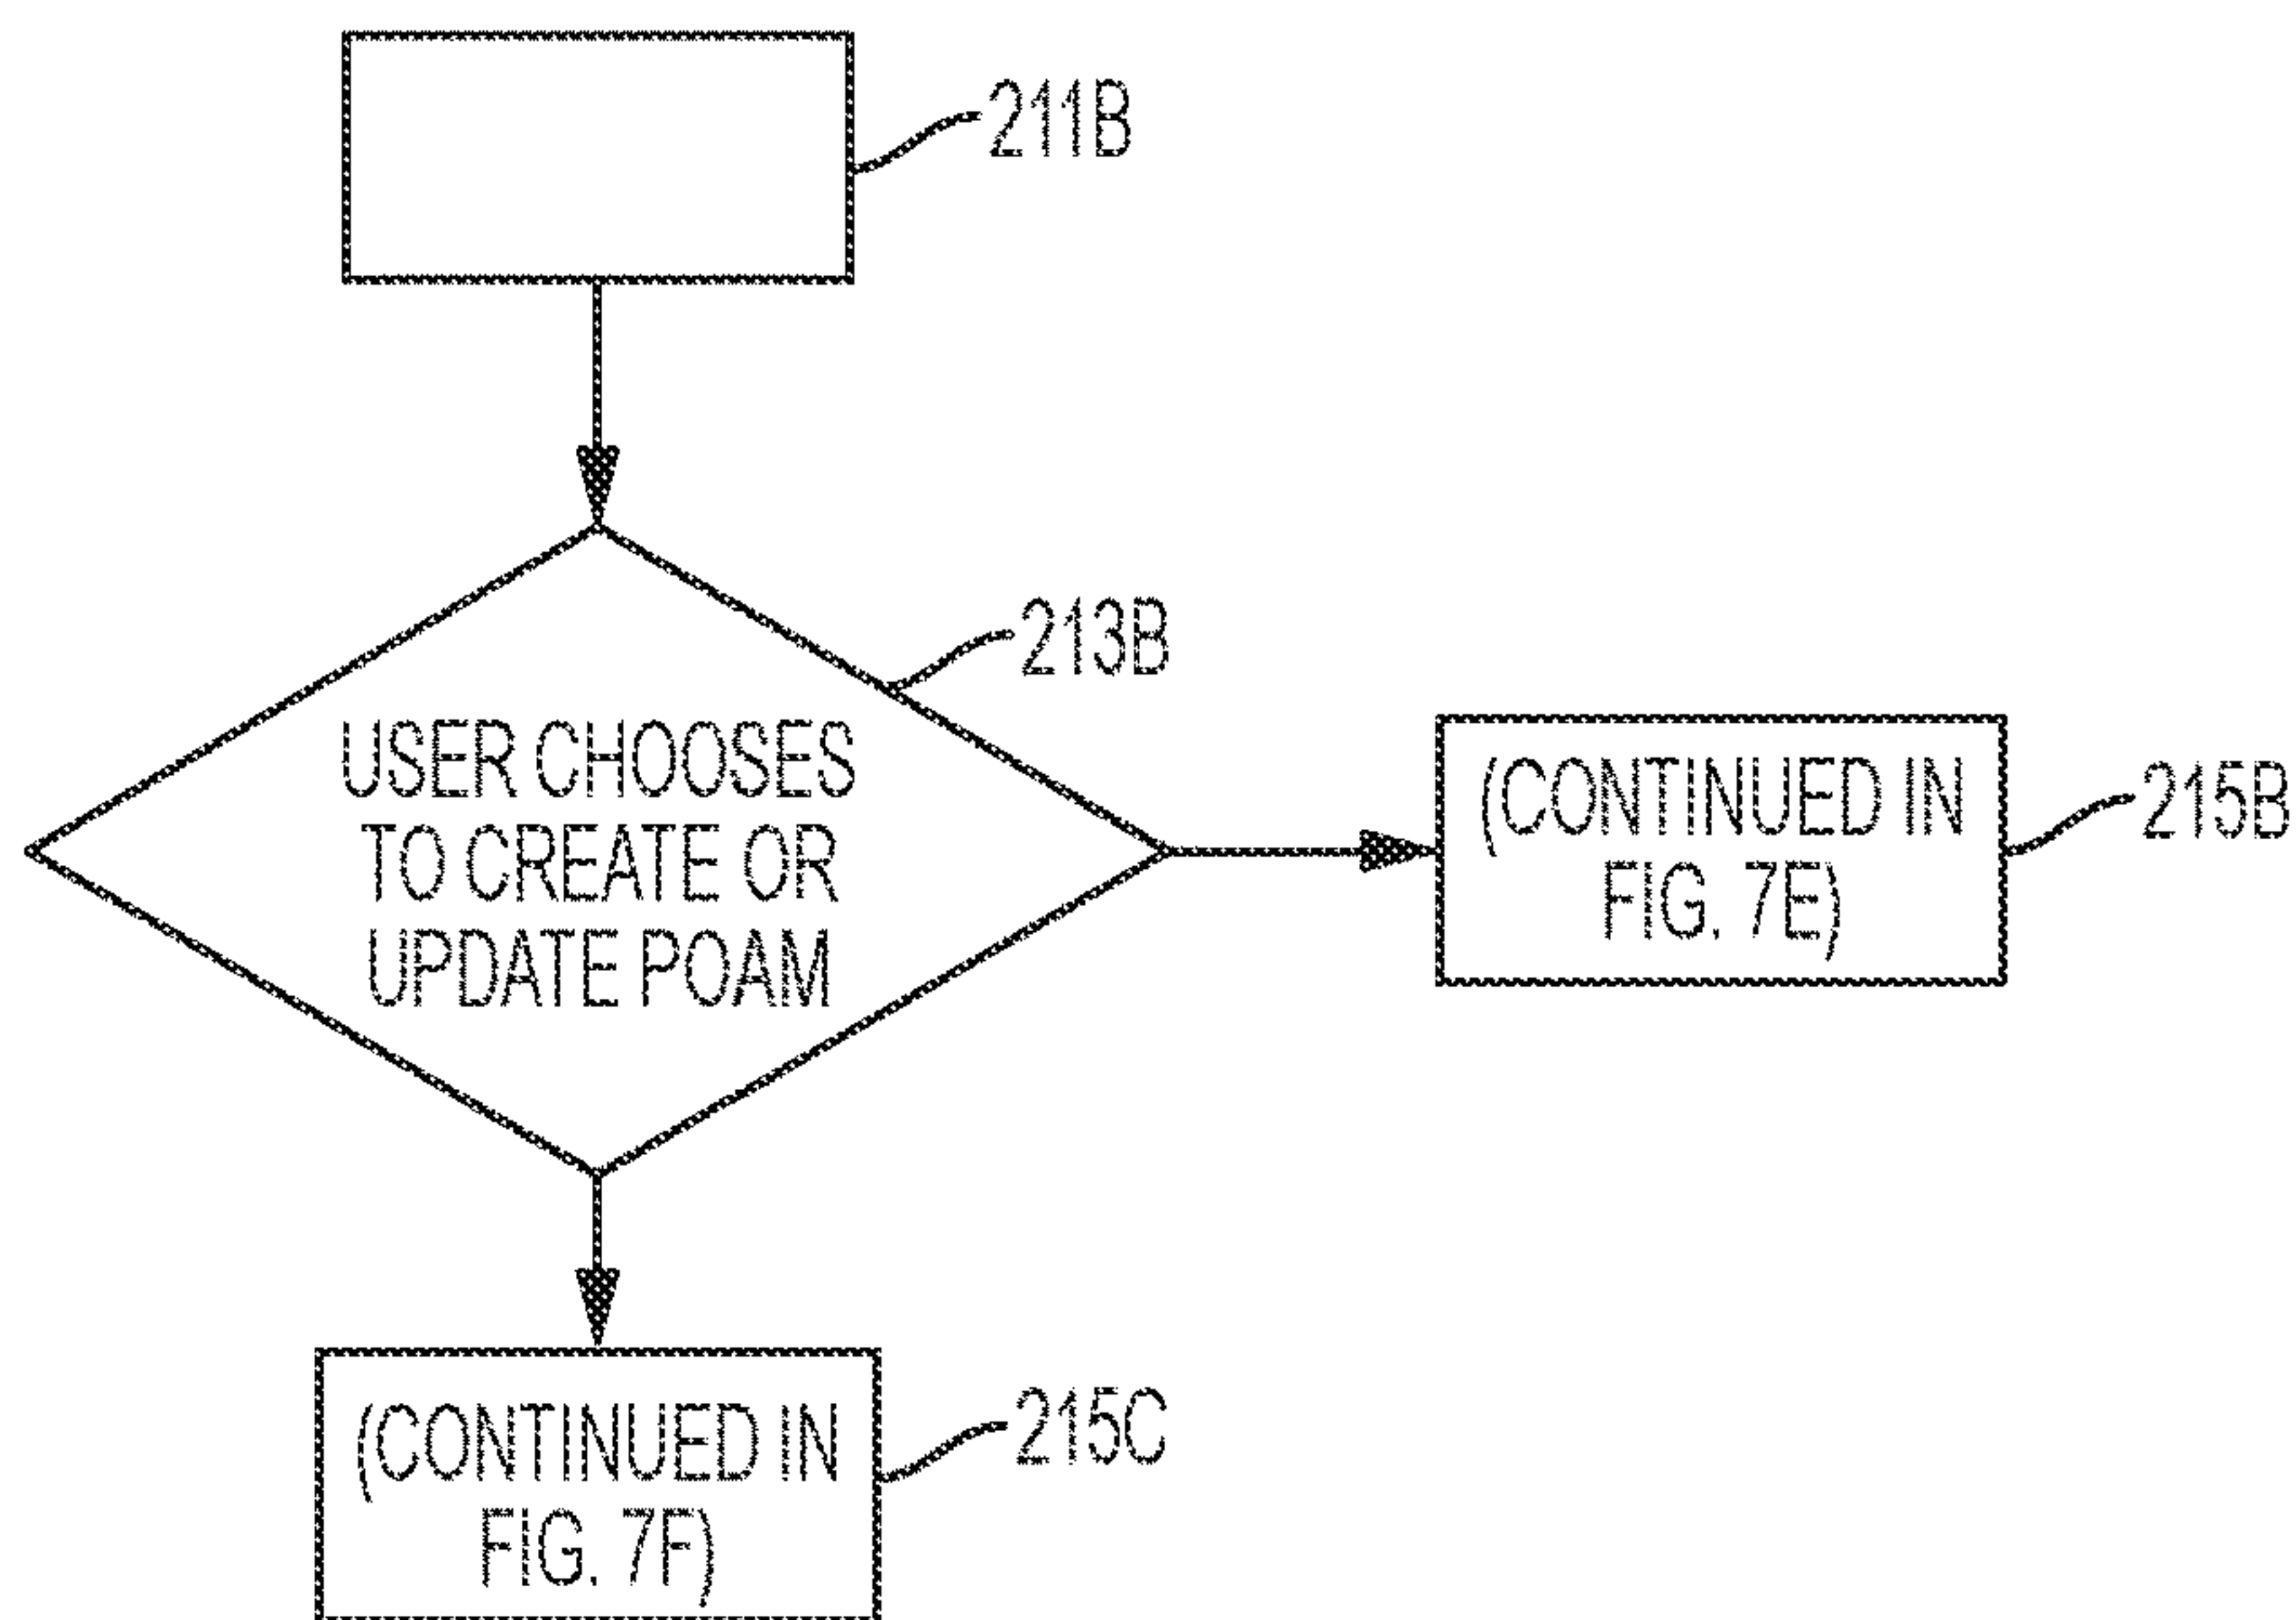 211B
213B
USER CHOOSES
TO CREATE OR
UPDATE POAM
(CONTINUED IN
FIG. 7E)
215B
(CONTINUED IN
FIG. 7F)
215C